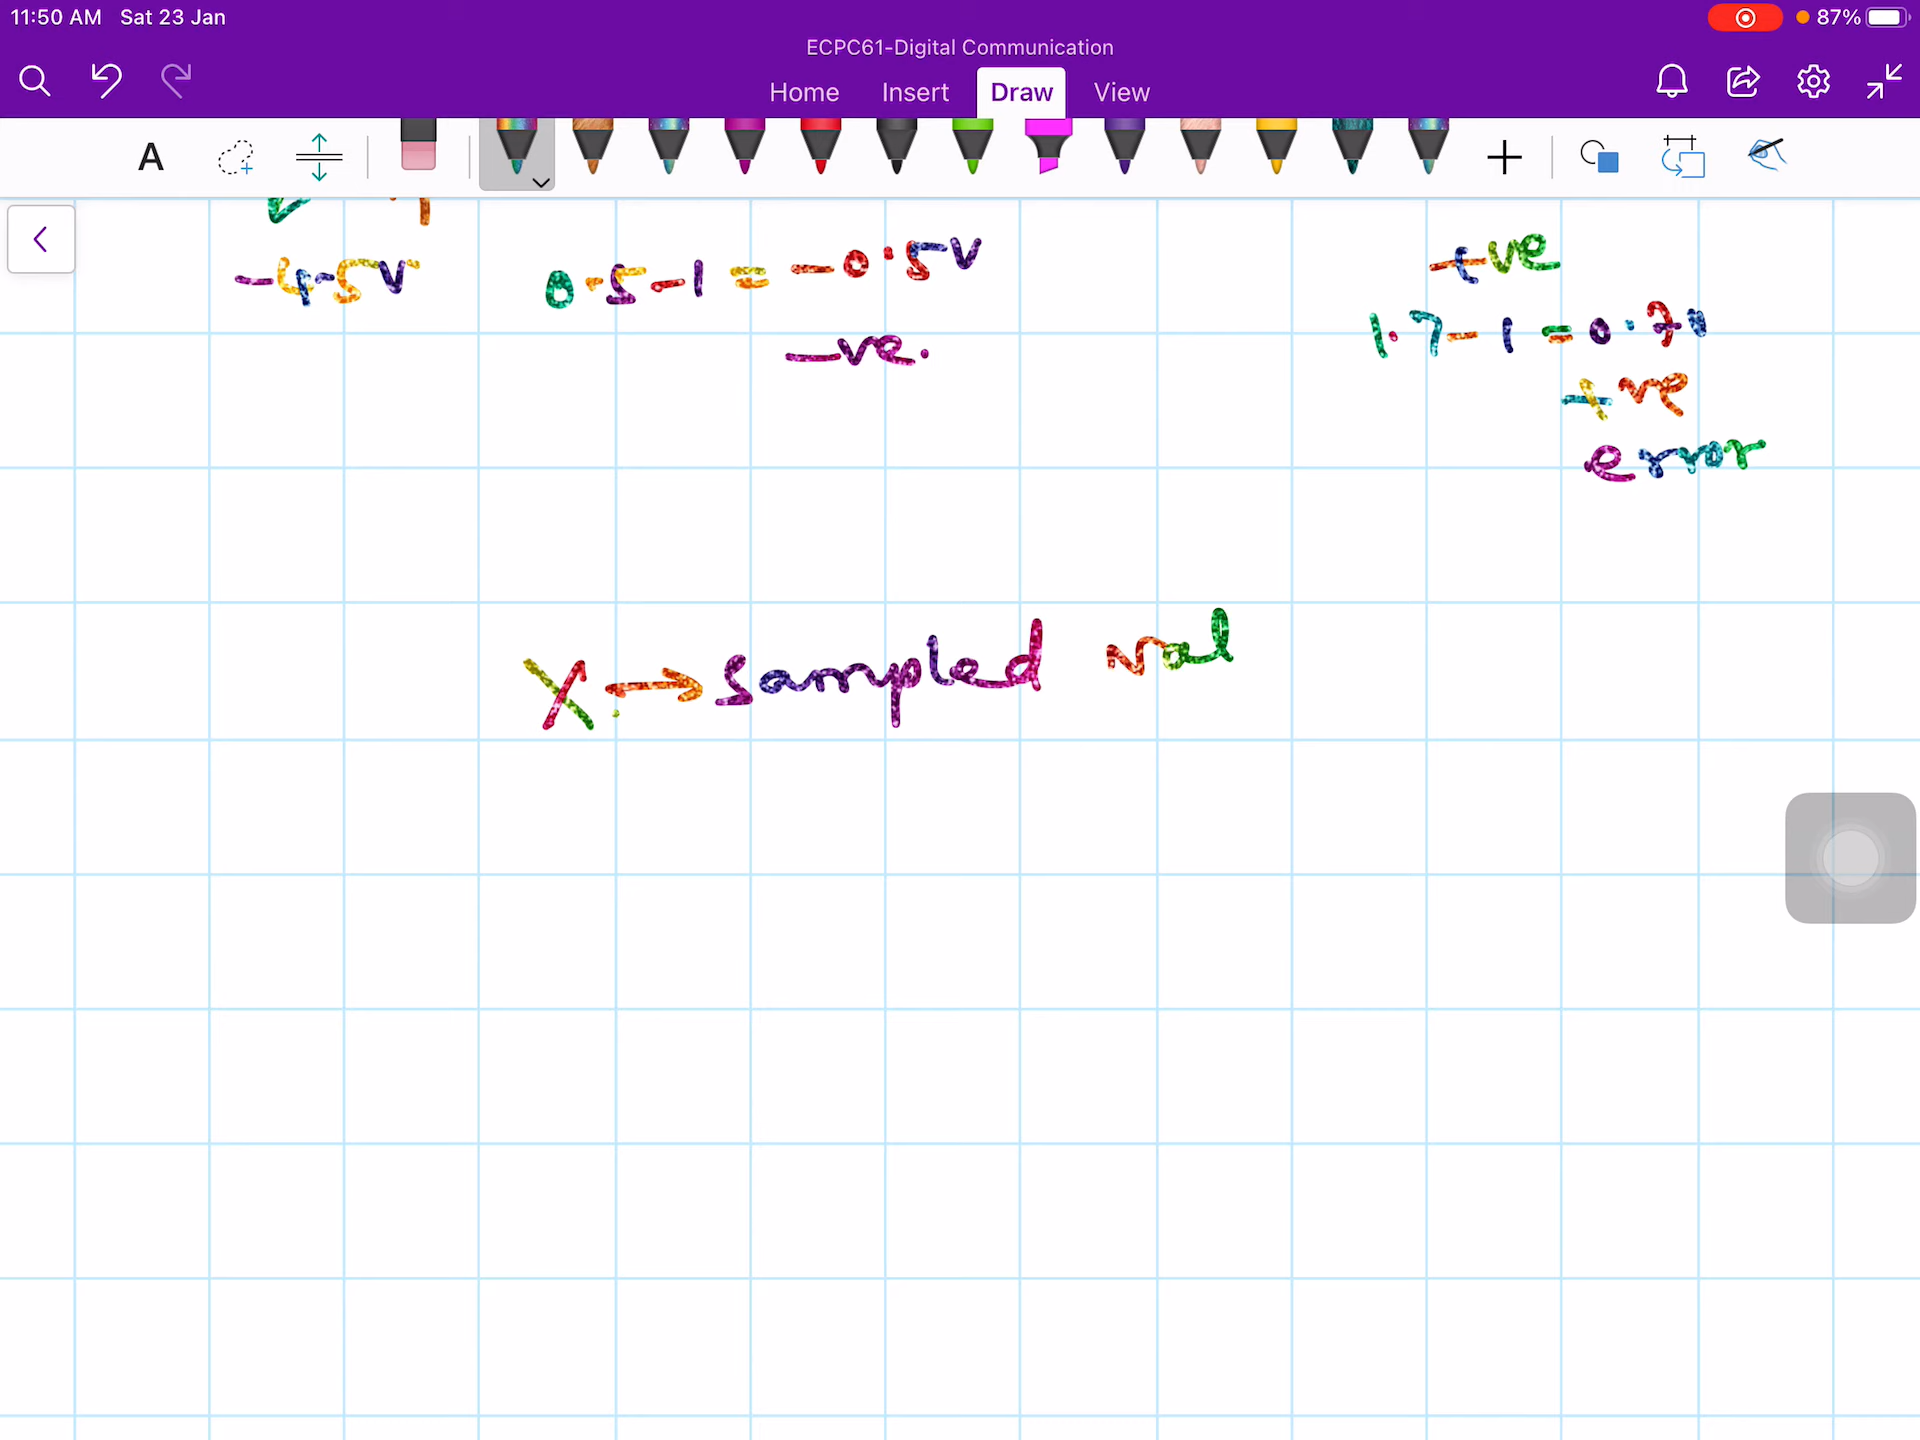 11:50 AM Sat 23 Jan
87%
ECPC61-Digital Communication
Home Insert Draw View
A
-4.5V
0.5-1 = -0.5V
-ve.
+ve
1.7-1 = 0.7V
+ve
error
X → sampled val